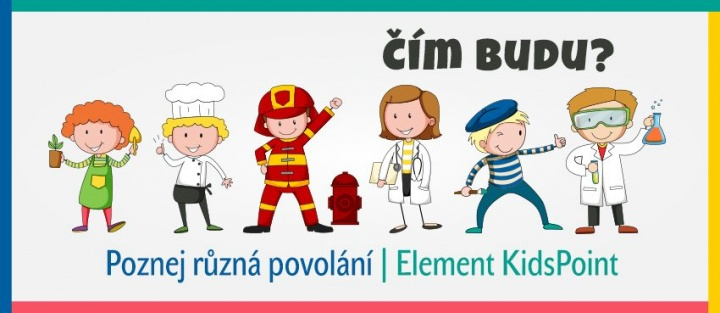 ČÍM BUDU?
Poznej různá povolání | Element KidsPoint